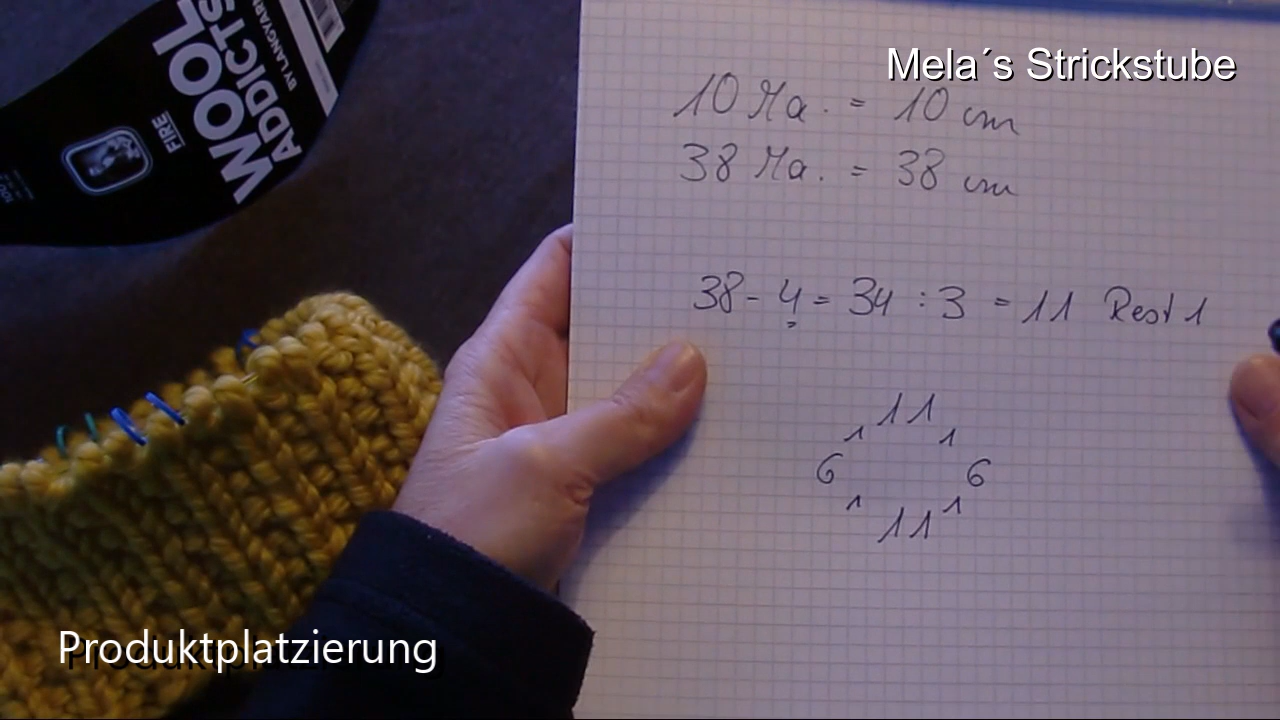 Mela´s Strickstube
WOOL
ADDICTS
BY LANGYARNS
FIRE
10 Ma. = 10 cm
38 Ma. = 38 cm
38 - 4 = 34 : 3 = 11 Rest 1
11
1 1
6 6
1 1
11
Produktplatzierung